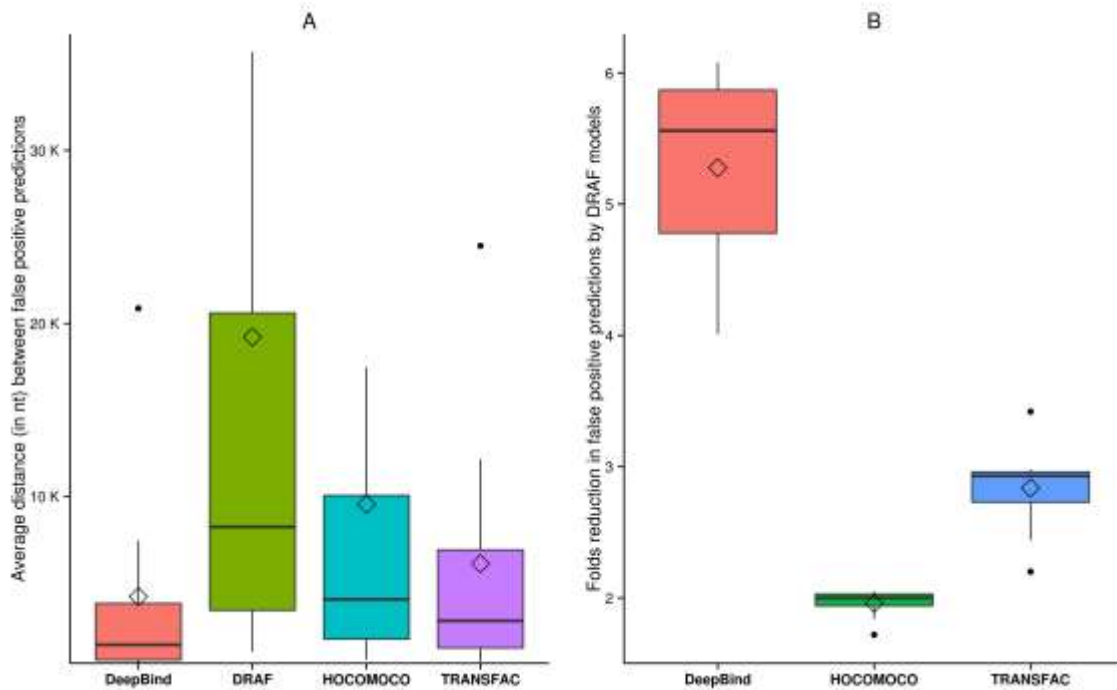 A
Average distance (in nt) between false positive predictions
30 K
20 K
10 K
DeepBind DRAF HOCOMOCO TRANSFAC
B
Folds reduction in false positive predictions by DRAF models
6
5
4
3
2
DeepBind HOCOMOCO TRANSFAC